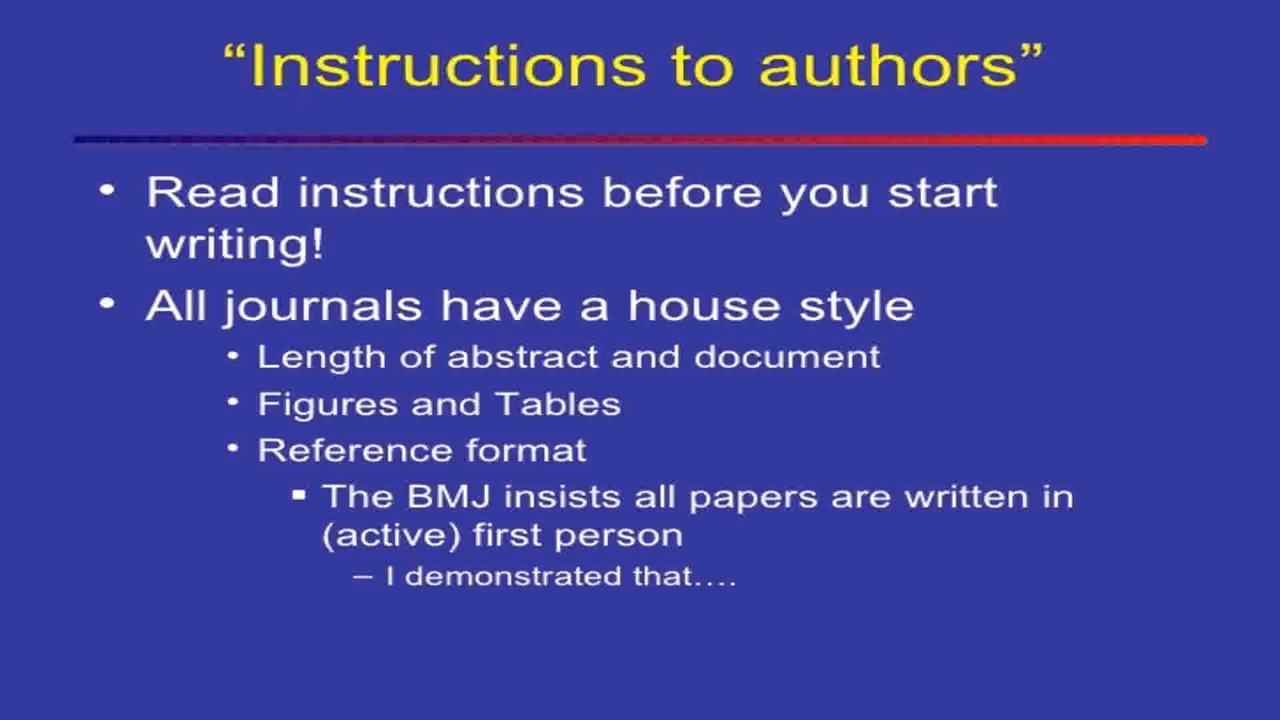 “Instructions to authors”
• Read instructions before you start
writing!
• All journals have a house style
• Length of abstract and document
• Figures and Tables
• Reference format
▪ The BMJ insists all papers are written in
(active) first person
– I demonstrated that....